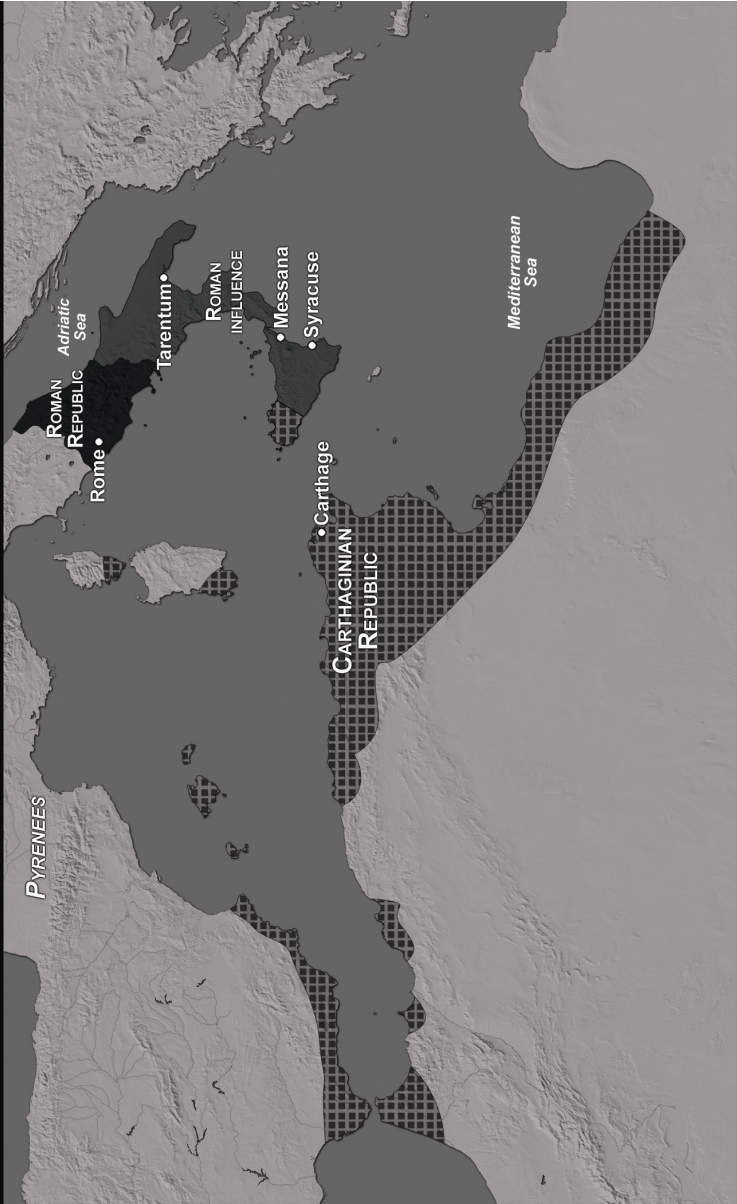 PYRENEES
ROMAN
REPUBLIC
Rome
Adriatic
Sea
Tarentum
ROMAN
INFLUENCE
Messana
Syracuse
Carthage
CARTHAGINIAN
REPUBLIC
Mediterranean
Sea